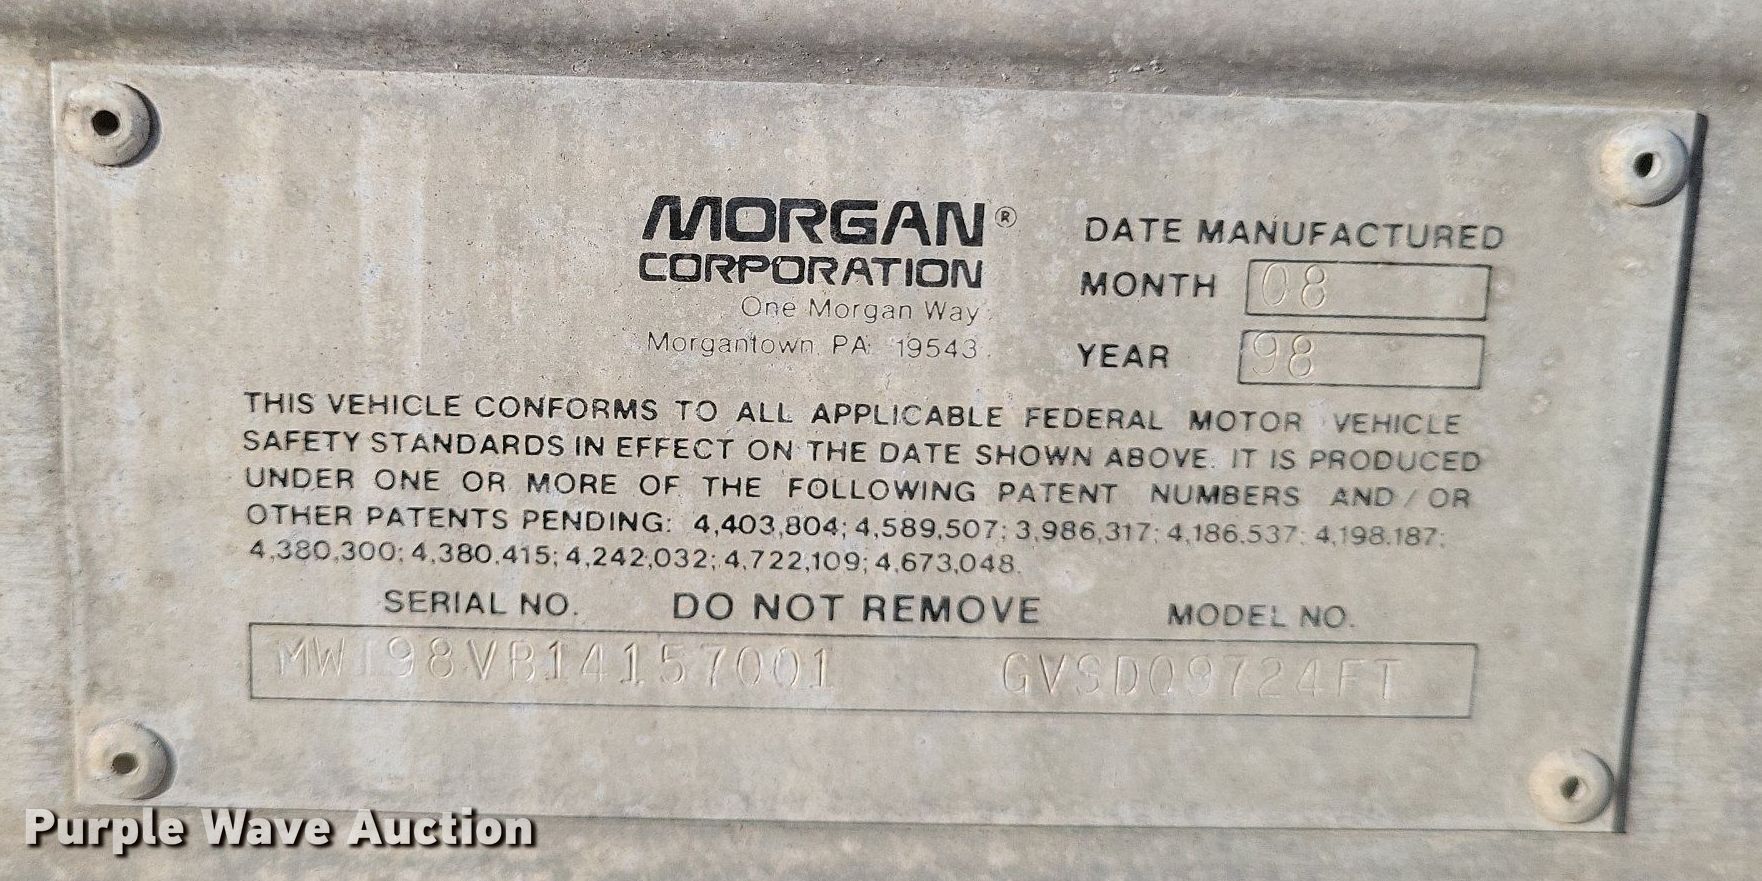 MORGAN®
CORPORATION
One Morgan Way
Morgantown, PA 19543
DATE MANUFACTURED
MONTH 08
YEAR 98
THIS VEHICLE CONFORMS TO ALL APPLICABLE FEDERAL MOTOR VEHICLE
SAFETY STANDARDS IN EFFECT ON THE DATE SHOWN ABOVE. IT IS PRODUCED
UNDER ONE OR MORE OF THE FOLLOWING PATENT NUMBERS AND/OR
OTHER PATENTS PENDING: 4,403,804; 4,589,507; 3,986,317; 4,186,537; 4,198,187;
4,380,300; 4,380,415; 4,242,032; 4,722,109; 4,673,048.
SERIAL NO. DO NOT REMOVE MODEL NO.
MWI98VB14157001 GVSD09724FT
Purple Wave Auction